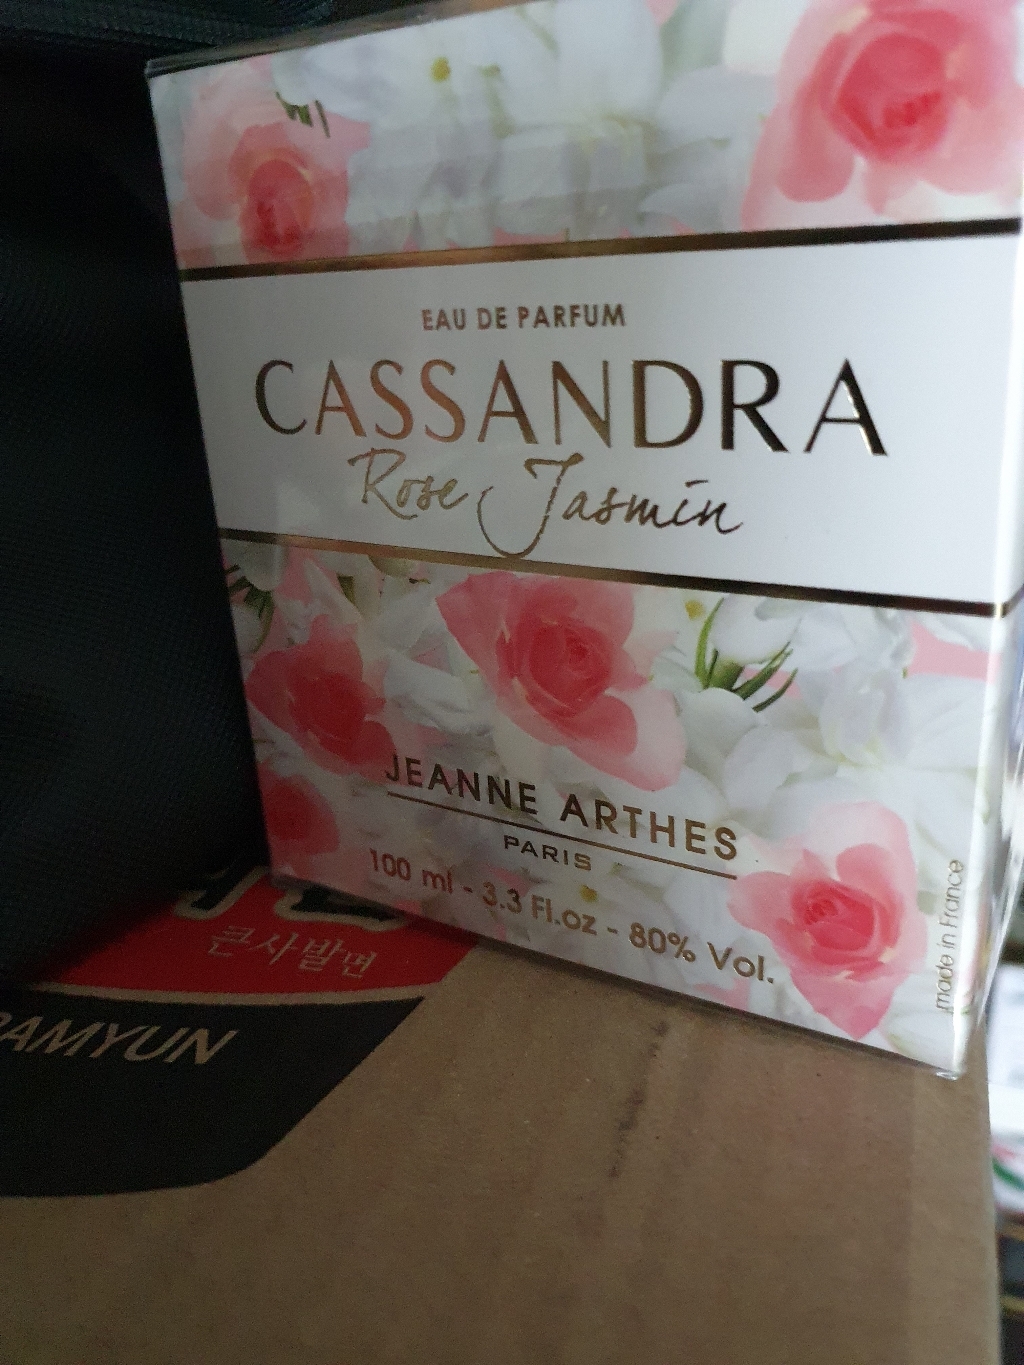 EAU DE PARFUM
CASSANDRA
Rose Jasmin
JEANNE ARTHES
PARIS
100 ml - 3.3 Fl.oz - 80% Vol.
made in France
큰사발면
RAMYUN